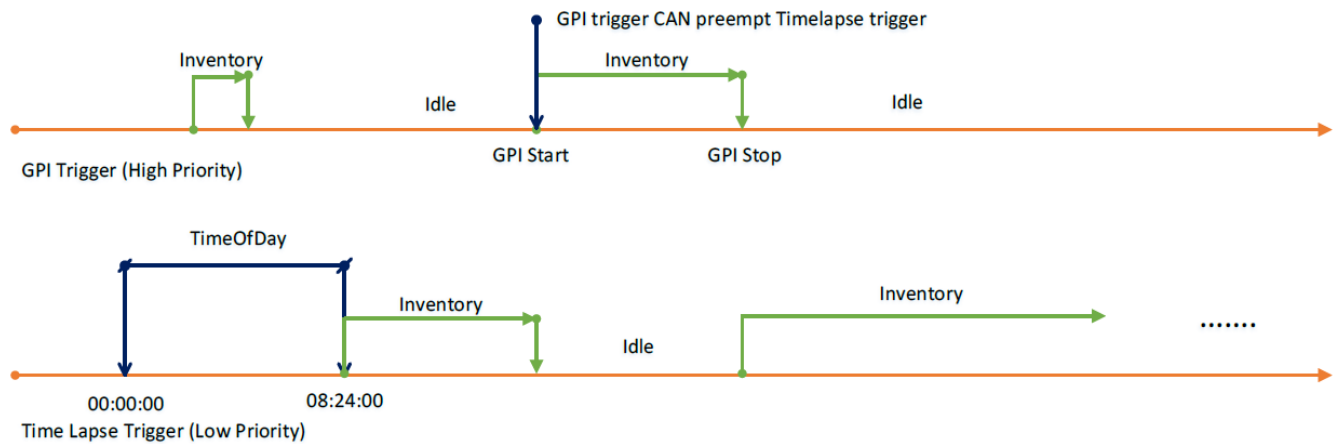 GPI trigger CAN preempt Timelapse trigger
Inventory
Inventory
Idle
Idle
GPI Start
GPI Stop
GPI Trigger (High Priority)
TimeOfDay
Inventory
Inventory
.......
Idle
00:00:00
08:24:00
Time Lapse Trigger (Low Priority)